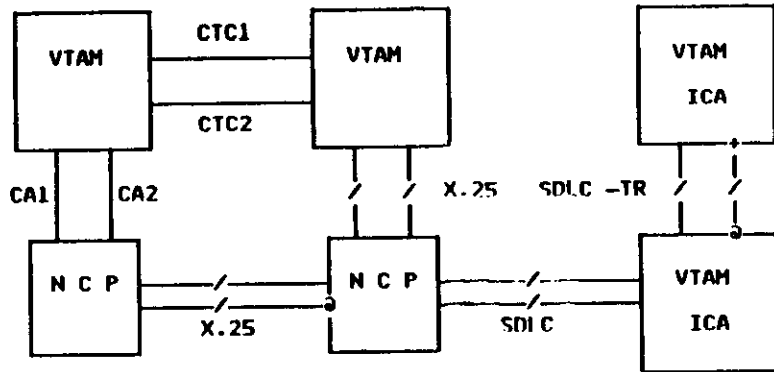 CTC1
VTAM
VTAM
VTAM
ICA
CTC2
CA1
CA2
X.25
SDLC -TR
N C P
N C P
VTAM
X.25
SDLC
ICA